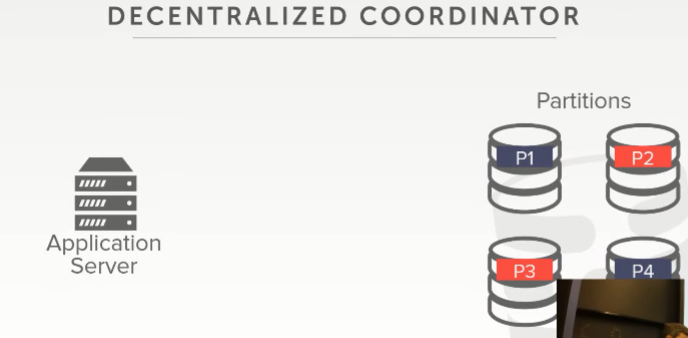 DECENTRALIZED COORDINATOR
Partitions
P1
P2
Application
Server
P3
P4